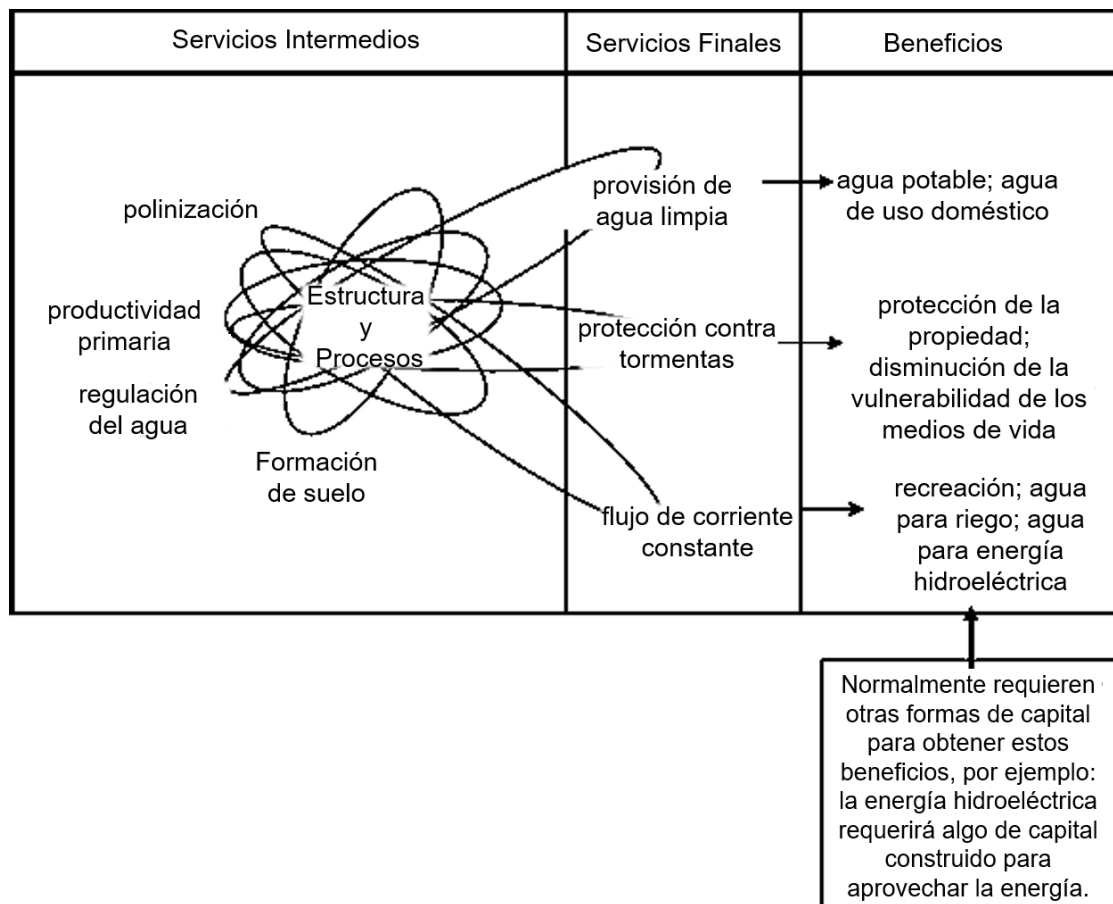 Servicios Intermedios
Servicios Finales
Beneficios
polinización
productividad
primaria
regulación
del agua
Formación
de suelo
Estructura
y
Procesos
provisión de
agua limpia
protección contra
tormentas
flujo de corriente
constante
agua potable; agua
de uso doméstico
protección de la
propiedad;
disminución de la
vulnerabilidad de los
medios de vida
recreación; agua
para riego; agua
para energía
hidroeléctrica
Normalmente requieren
otras formas de capital
para obtener estos
beneficios, por ejemplo:
la energía hidroeléctrica
requerirá algo de capital
construido para
aprovechar la energía.